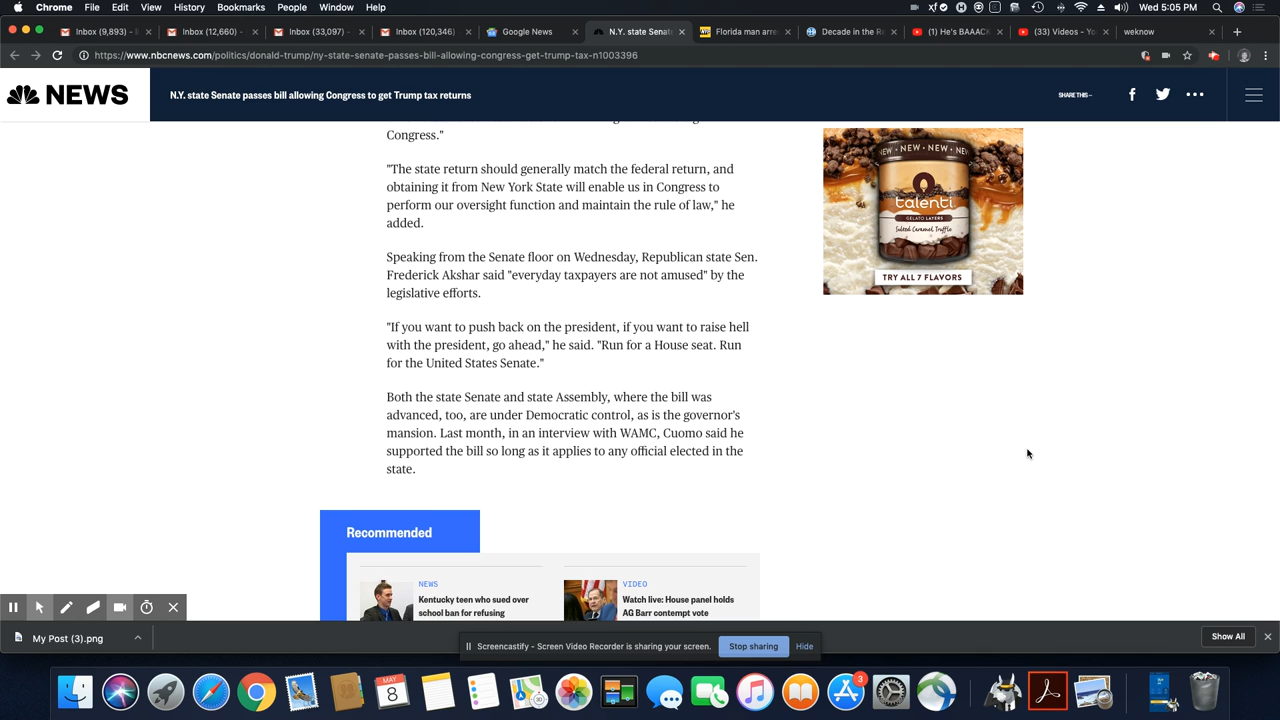 Chrome File Edit View History Bookmarks People Window Help
Wed 5:05 PM
Inbox (9,893) -
Inbox (12,660) -
Inbox (33,097) -
Inbox (120,346)
Google News
N.Y. state Senat
Florida man arre
Decade in the R
(1) He's BAAACK
(33) Videos - Yo
weknow
https://www.nbcnews.com/politics/donald-trump/ny-state-senate-passes-bill-allowing-congress-get-trump-tax-n1003396
NEWS
N.Y. state Senate passes bill allowing Congress to get Trump tax returns
SHARE THIS —
Congress."
"The state return should generally match the federal return, and
obtaining it from New York State will enable us in Congress to
perform our oversight function and maintain the rule of law," he
added.
Speaking from the Senate floor on Wednesday, Republican state Sen.
Frederick Akshar said "everyday taxpayers are not amused" by the
legislative efforts.
"If you want to push back on the president, if you want to raise hell
with the president, go ahead," he said. "Run for a House seat. Run
for the United States Senate."
Both the state Senate and state Assembly, where the bill was
advanced, too, are under Democratic control, as is the governor's
mansion. Last month, in an interview with WAMC, Cuomo said he
supported the bill so long as it applies to any official elected in the
state.
NEW • NEW • NEW • NEW
talenti
GELATO LAYERS
Salted Caramel Truffle
TRY ALL 7 FLAVORS
Recommended
NEWS
Kentucky teen who sued over
school ban for refusing
VIDEO
Watch live: House panel holds
AG Barr contempt vote
My Post (3).png
Screencastify - Screen Video Recorder is sharing your screen.
Stop sharing
Hide
Show All
MAY
8
3